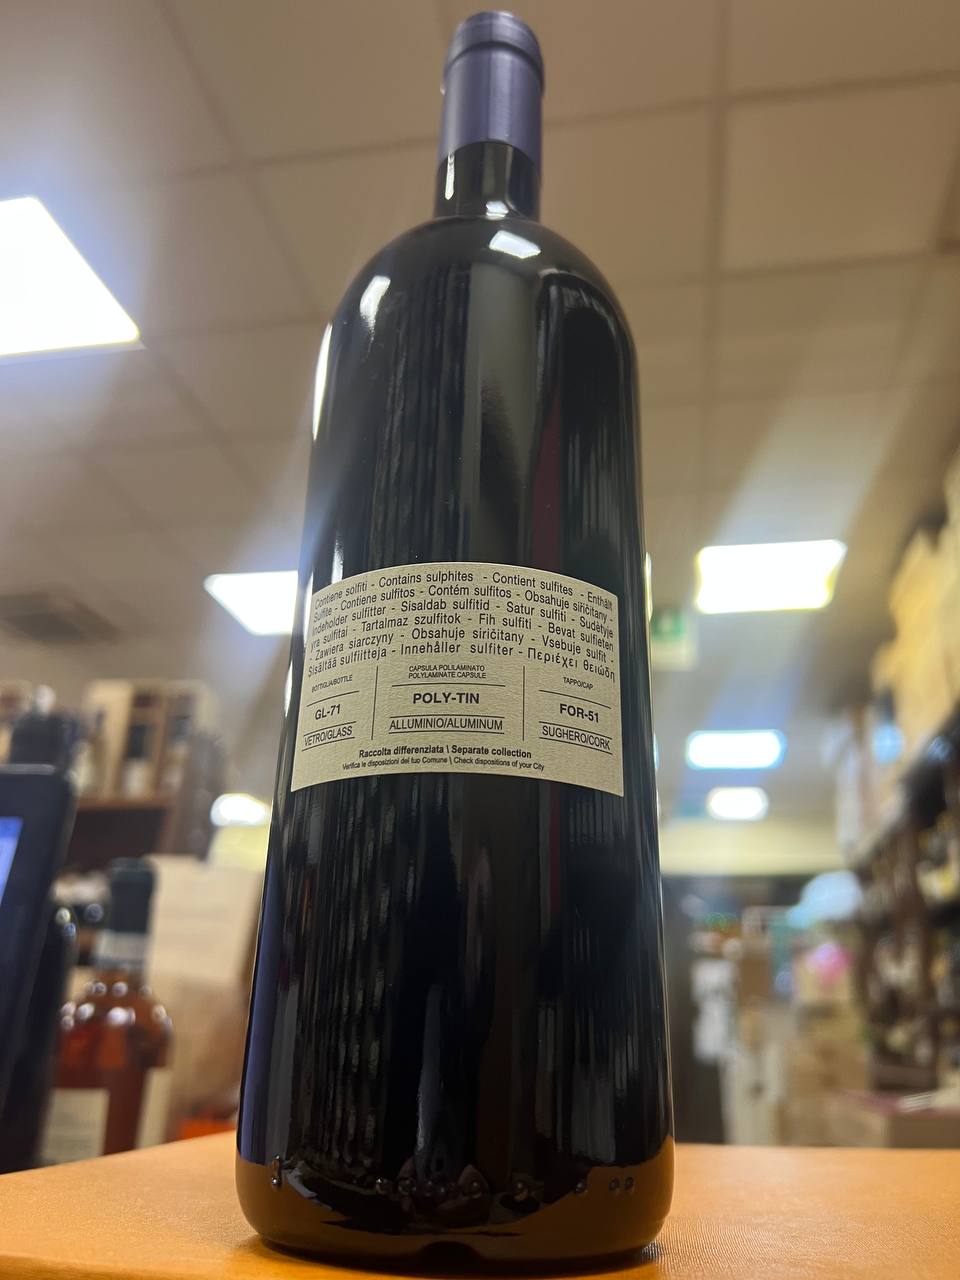 Contiene solfiti - Contains sulphites - Contient sulfites - Enthält
Sulfite - Contiene sulfitos - Contém sulfitos - Obsahuje siřičitany -
Indeholder sulfitter - Sisaldab sulfitid - Satur sulfiti - Sudėtyje
yra sulfitai - Tartalmaz szulfitok - Fih sulfiti - Bevat sulfieten
- Zawiera siarczyny - Obsahuje siričitany - Vsebuje sulfit -
Sisältää sulfiitteja - Innehåller sulfiter - Περιέχει θειώδη
BOTTIGLIA/BOTTLE
GL-71
VETRO/GLASS
CAPSULA POLILAMINATO
POLYLAMINATE CAPSULE
POLY-TIN
ALLUMINIO/ALUMINUM
TAPPO/CAP
FOR-51
SUGHERO/CORK
Raccolta differenziata \ Separate collection
Verifica le disposizioni del tuo Comune \ Check dispositions of your City